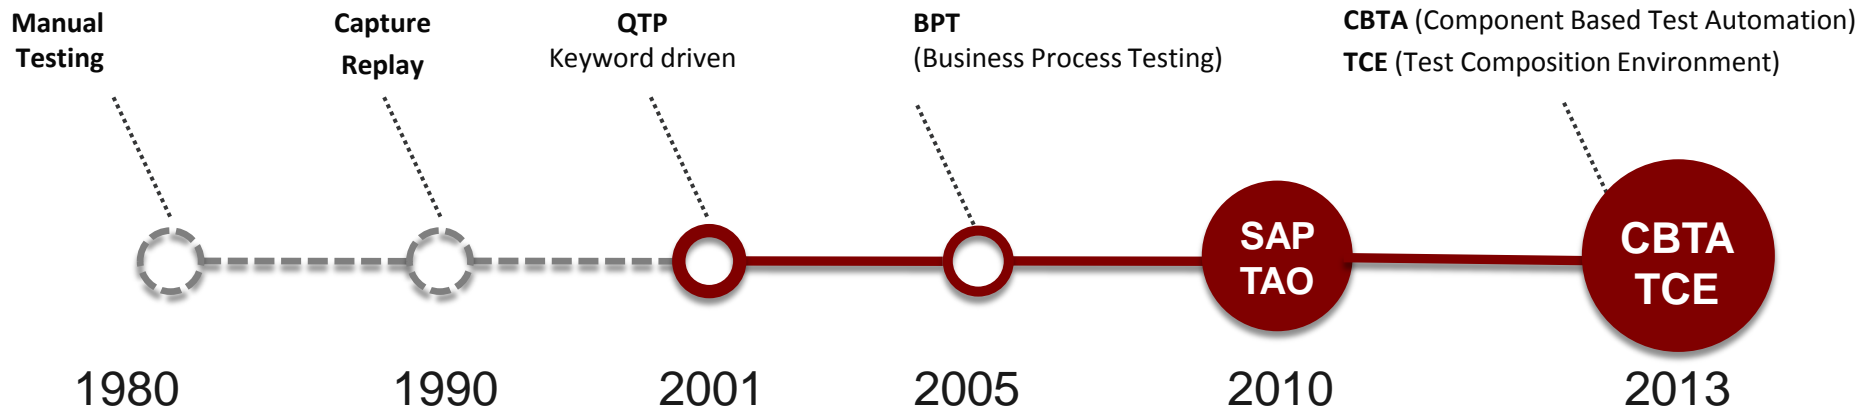 Manual
Testing
Capture
Replay
QTP
Keyword driven
BPT
(Business Process Testing)
CBTA (Component Based Test Automation)
TCE (Test Composition Environment)
SAP
TAO
CBTA
TCE
1980
1990
2001
2005
2010
2013